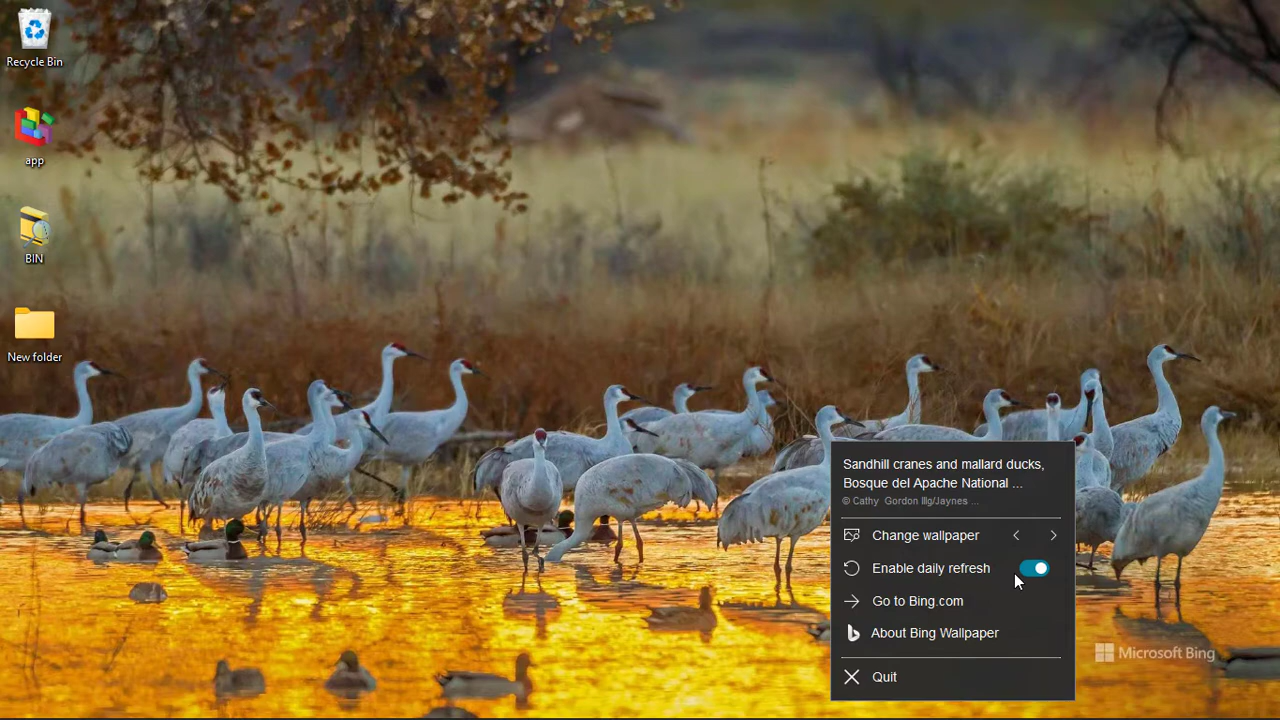 Recycle Bin
app
BIN
New folder
Sandhill cranes and mallard ducks,
Bosque del Apache National ...
© Cathy Gordon Illg/Jaynes ...
Change wallpaper
Enable daily refresh
Go to Bing.com
About Bing Wallpaper
Quit
Microsoft Bing